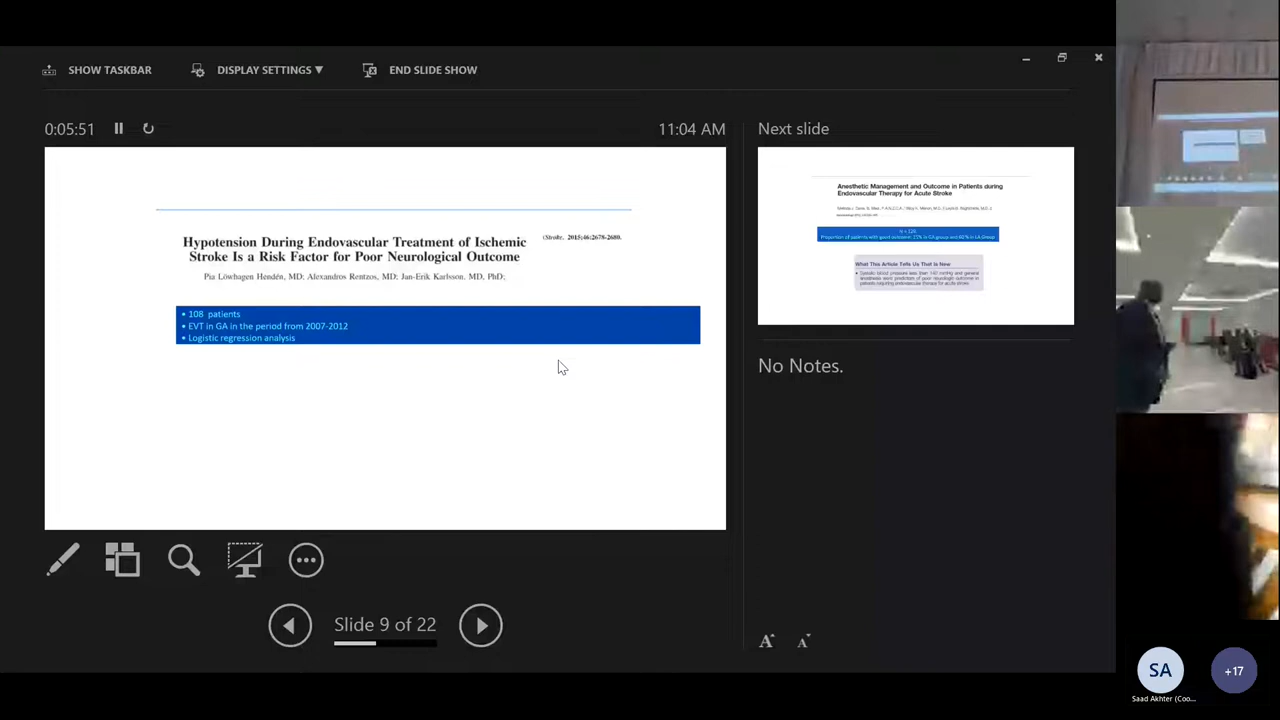 SHOW TASKBAR
DISPLAY SETTINGS ▼
END SLIDE SHOW
0:05:51
11:04 AM
Hypotension During Endovascular Treatment of Ischemic
Stroke Is a Risk Factor for Poor Neurological Outcome
(Stroke. 2015;46:2678-2680.
Pia Löwhagen Hendén, MD; Alexandros Rentzos, MD; Jan-Erik Karlsson, MD, PhD;
• 108 patients
• EVT in GA in the period from 2007-2012
• Logistic regression analysis
Slide 9 of 22
Next slide
Anesthetic Management and Outcome in Patients during
Endovascular Therapy for Acute Stroke
What This Article Tells Us That Is New
No Notes.
A A
SA
+17
Saad Akhter (Coo...